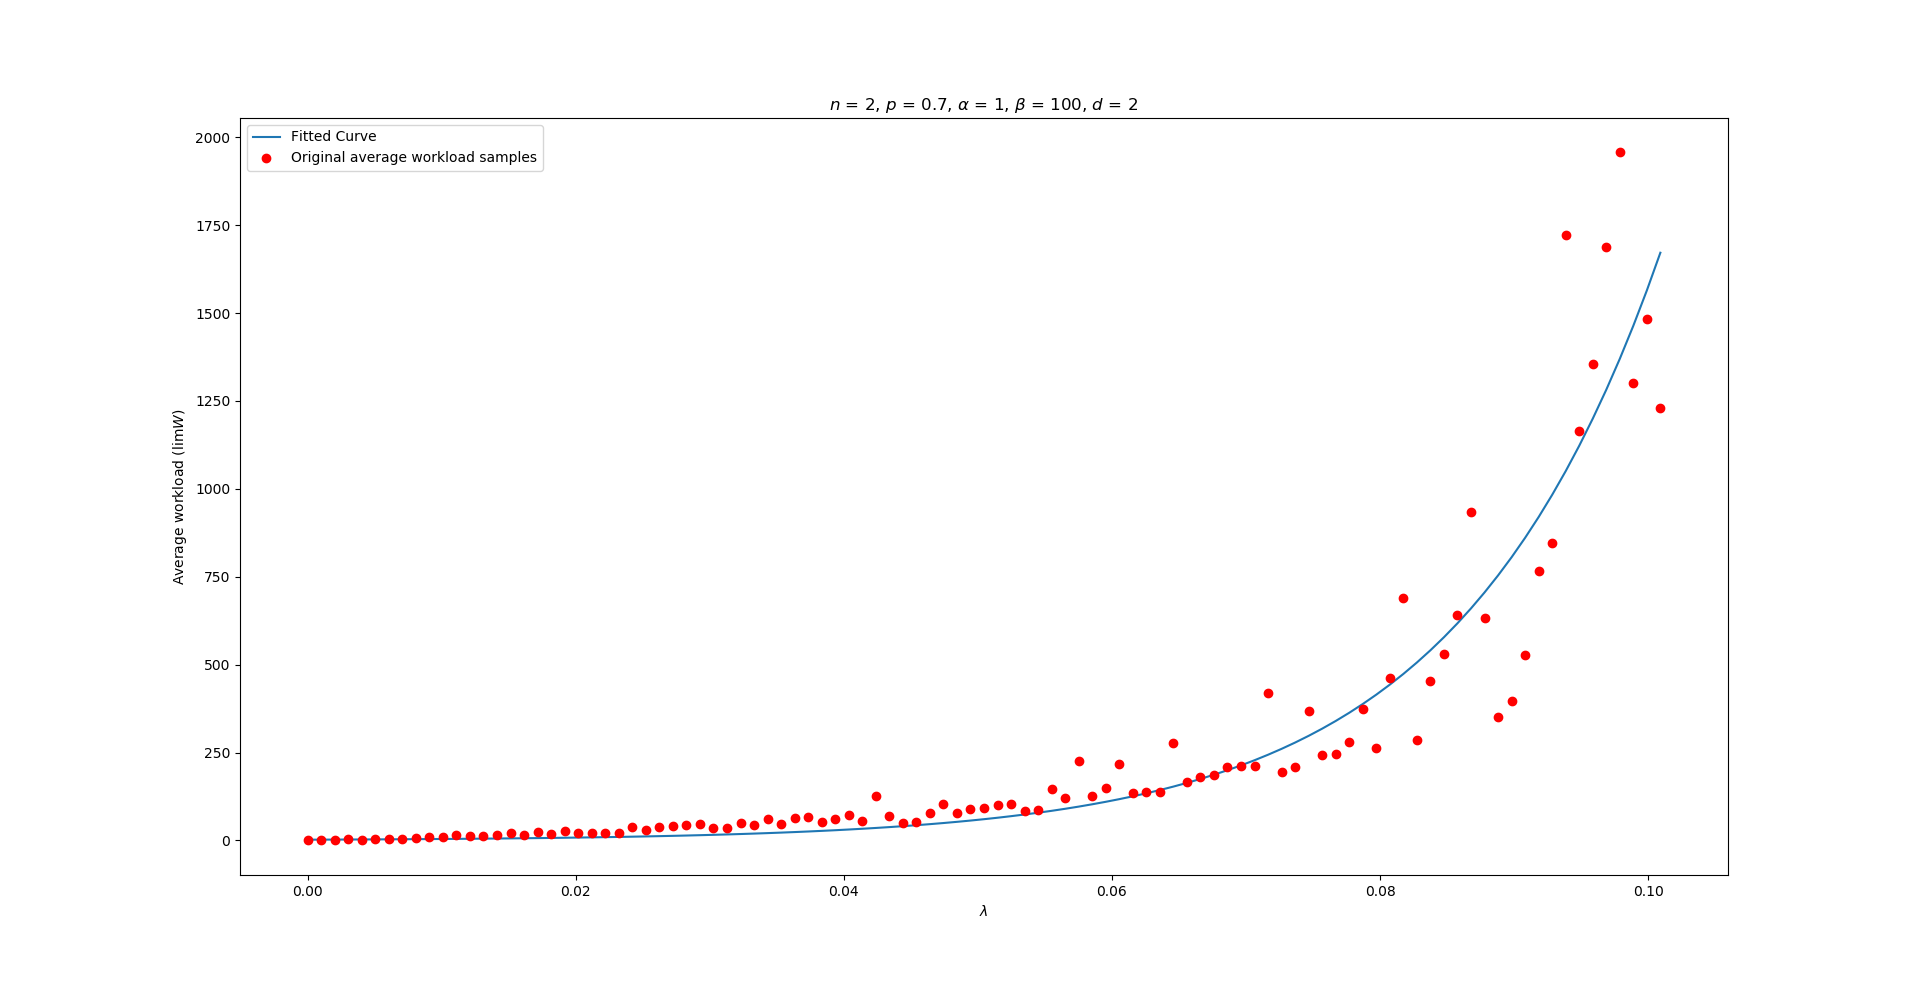 n = 2, p = 0.7, α = 1, β = 100, d = 2
Fitted Curve
Original average workload samples
2000
1750
1500
1250
1000
750
500
250
0
Average workload (limW)
0.00 0.02 0.04 0.06 0.08 0.10
λ